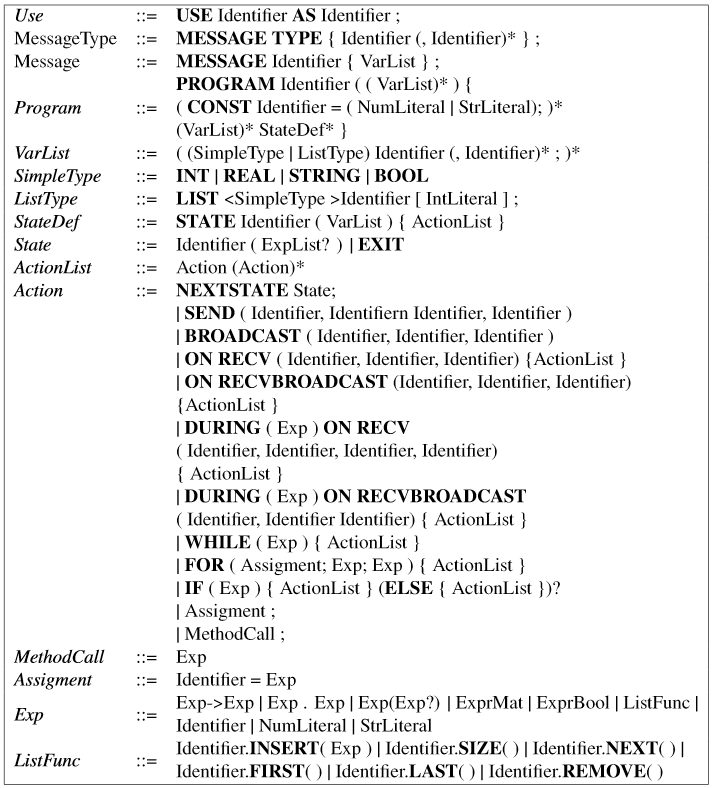 Use ::= USE Identifier AS Identifier ;
MessageType ::= MESSAGE TYPE { Identifier (, Identifier)* } ;
Message ::= MESSAGE Identifier { VarList } ;
PROGRAM Identifier ( ( VarList)* ) {
Program ::= ( CONST Identifier = ( NumLiteral | StrLiteral); )*
(VarList)* StateDef* }
VarList ::= ( (SimpleType | ListType) Identifier (, Identifier)* ; )*
SimpleType ::= INT | REAL | STRING | BOOL
ListType ::= LIST <SimpleType >Identifier [ IntLiteral ] ;
StateDef ::= STATE Identifier ( VarList ) { ActionList }
State ::= Identifier ( ExpList? ) | EXIT
ActionList ::= Action (Action)*
Action ::= NEXTSTATE State;
| SEND ( Identifier, Identifiern Identifier, Identifier )
| BROADCAST ( Identifier, Identifier, Identifier )
| ON RECV ( Identifier, Identifier, Identifier) {ActionList }
| ON RECVBROADCAST (Identifier, Identifier, Identifier)
{ActionList }
| DURING ( Exp ) ON RECV
( Identifier, Identifier, Identifier, Identifier)
{ ActionList }
| DURING ( Exp ) ON RECVBROADCAST
( Identifier, Identifier Identifier) { ActionList }
| WHILE ( Exp ) { ActionList }
| FOR ( Assigment; Exp; Exp ) { ActionList }
| IF ( Exp ) { ActionList } (ELSE { ActionList })?
| Assigment ;
| MethodCall ;
MethodCall ::= Exp
Assigment ::= Identifier = Exp
Exp ::= Exp->Exp | Exp . Exp | Exp(Exp?) | ExprMat | ExprBool | ListFunc |
Identifier | NumLiteral | StrLiteral
ListFunc ::= Identifier.INSERT( Exp ) | Identifier.SIZE( ) | Identifier.NEXT( ) |
Identifier.FIRST( ) | Identifier.LAST( ) | Identifier.REMOVE( )